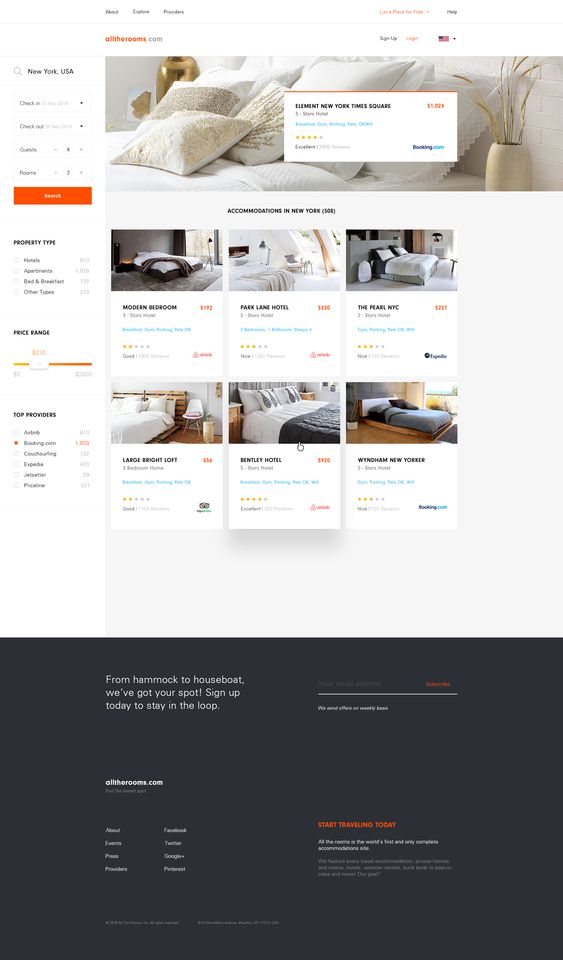 About
Explore
Providers
List a Place for Free
Help
alltherooms.com
Sign Up
Login
New York, USA
Check in 21 Nov 2016
Check out 30 Nov 2016
Guests − 6 +
Rooms − 2 +
Search
PROPERTY TYPE
Hotels 813
Apartments 1,028
Bed & Breakfast 732
Other Types 210
PRICE RANGE
$230
$0 $2600
TOP PROVIDERS
Airbnb 813
Booking.com 1,028
Couchsurfing 732
Expedia 423
Jetsetter 29
Priceline 521
ELEMENT NEW YORK TIMES SQUARE $1,024
5 - Stars Hotel
Breakfast, Gym, Parking, Pets, OK,Wifi
Excellent | 2900 Reviews
Booking.com
ACCOMMODATIONS IN NEW YORK (508)
MODERN BEDROOM $192
3 - Stars Hotel
Breakfast, Gym, Parking, Pets OK
Good | 2800 Reviews
airbnb
PARK LANE HOTEL $330
5 - Stars Hotel
2 Bedrooms, 1 Bathroom, Sleeps 4
Nice | 1300 Reviews
airbnb
THE PEARL NYC $227
2 - Stars Hotel
Gym, Parking, Pets OK, Wifi
Nice | 720 Reviews
Expedia
LARGE BRIGHT LOFT $56
3 Bedroom Home
Breakfast, Gym, Parking, Pets OK
Good | 1700 Reviews
tripadvisor
BENTLEY HOTEL $920
5 - Stars Hotel
Breakfast, Gym, Parking, Pets OK, Wifi
Excellent | 300 Reviews
airbnb
WYNDHAM NEW YORKER
5 - Stars Hotel
Gym, Parking, Pets OK, Wifi
Nice | 720 Reviews
Booking.com
From hammock to houseboat,
we've got your spot! Sign up
today to stay in the loop.
Your email address
Subscribe
We send offers on weekly basis
alltherooms.com
find the sweet spot
About
Facebook
Events
Twitter
Press
Google+
Providers
Pinterest
START TRAVELING TODAY
All the rooms is the world's first and only complete
accommodations site.
We feature every travel accommodation: private homes
and rooms, hotels, vacation rentals, bunk beds to best-in-
class and more! Our goal?
© 2016 All The Rooms, Inc. All rights reserved.